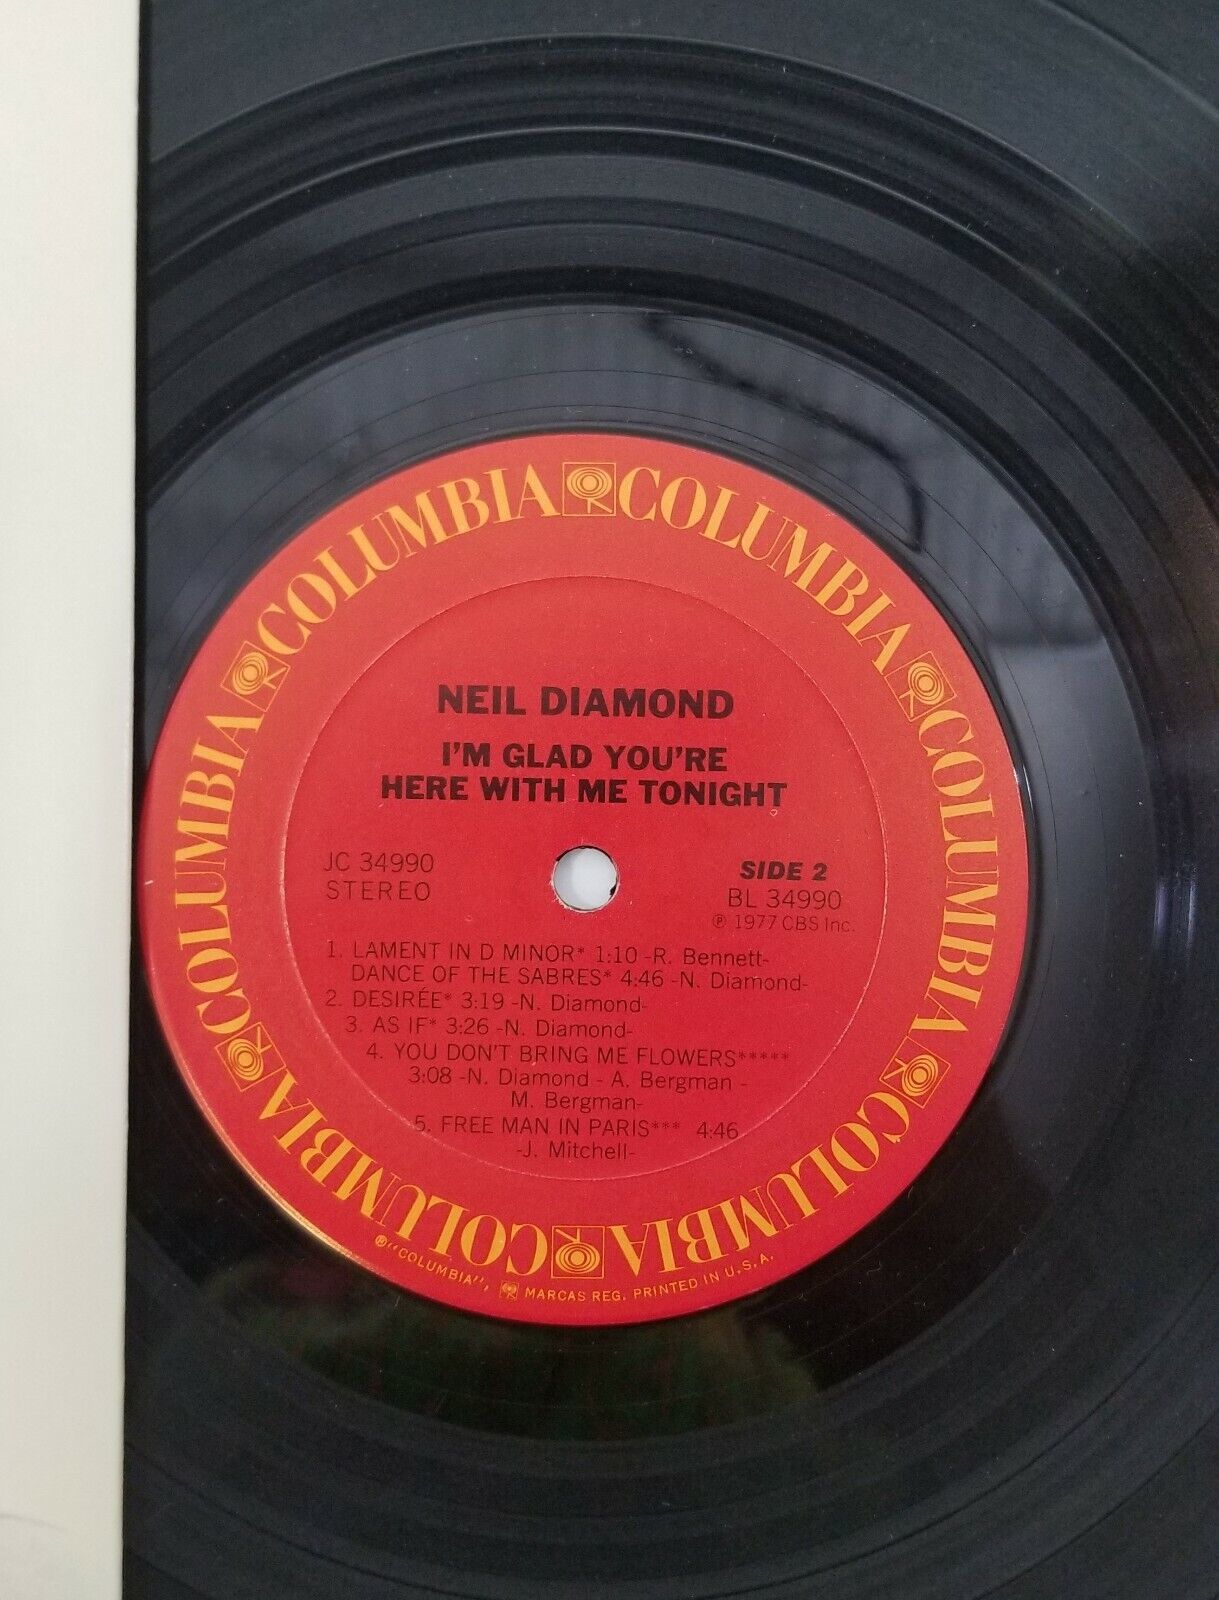 COLUMBIA COLUMBIA COLUMBIA COLUMBIA COLUMBIA COLUMBIA COLUMBIA COLUMBIA
NEIL DIAMOND
I'M GLAD YOU'RE
HERE WITH ME TONIGHT
JC 34990
STEREO
SIDE 2
BL 34990
℗ 1977 CBS Inc.
1. LAMENT IN D MINOR* 1:10 -R. Bennett-
DANCE OF THE SABRES* 4:46 -N. Diamond-
2. DESIRÉE* 3:19 -N. Diamond-
3. AS IF* 3:26 -N. Diamond-
4. YOU DON'T BRING ME FLOWERS*****
3:08 -N. Diamond - A. Bergman -
M. Bergman-
5. FREE MAN IN PARIS*** 4:46
-J. Mitchell-
®"COLUMBIA", MARCAS REG. PRINTED IN U.S.A.